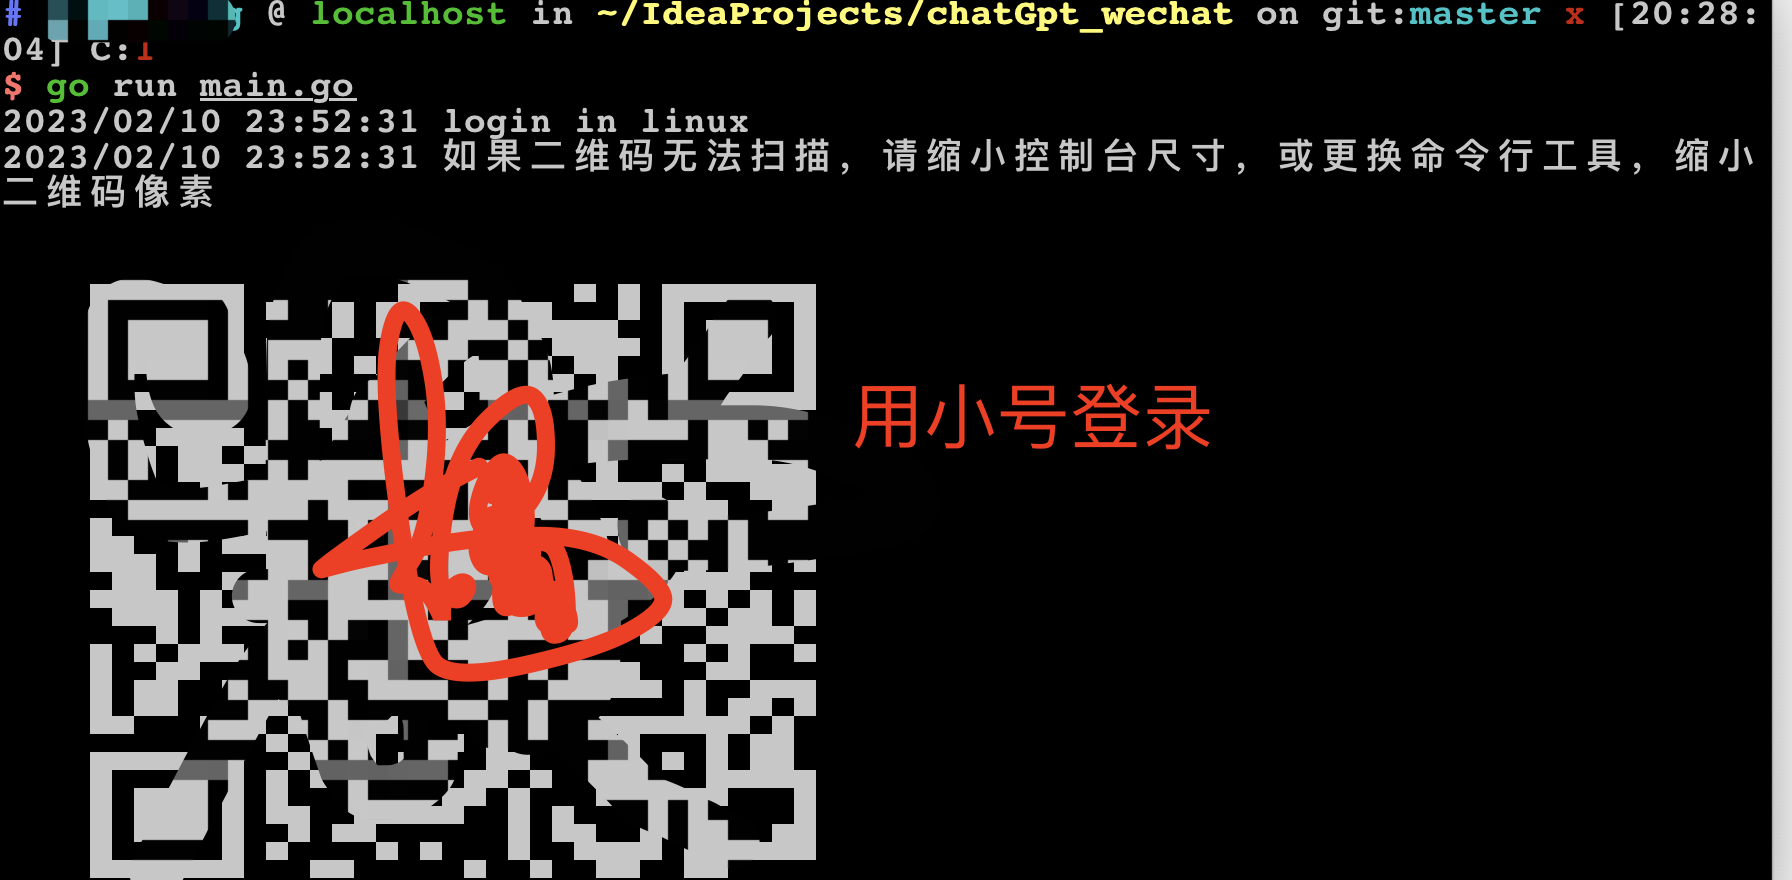 # @ localhost in ~/IdeaProjects/chatGpt_wechat on git:master x [20:28:
04] C:1
$ go run main.go
2023/02/10 23:52:31 login in linux
2023/02/10 23:52:31 如果二维码无法扫描，请缩小控制台尺寸，或更换命令行工具，缩小
二维码像素
用小号登录